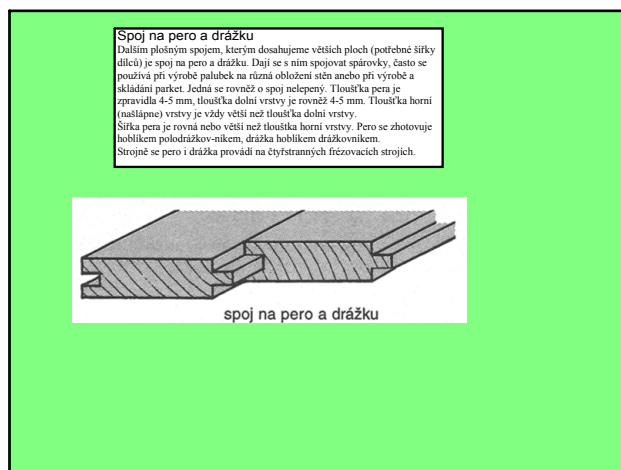 Spoj na pero a drážku
Dalším plošným spojem, kterým dosahujeme větších ploch (potřebné šířky
dílců) je spoj na pero a drážku. Dají se s ním spojovat spárovky, často se
používá při výrobě palubek na různá obložení stěn anebo při výrobě a
skládání parket. Jedná se rovněž o spoj nelepený. Tloušťka pera je
zpravidla 4-5 mm, tloušťka dolní vrstvy je rovněž 4-5 mm. Tloušťka horní
(našlápne) vrstvy je vždy větší než tloušťka dolní vrstvy.
Šířka pera je rovná nebo větší než tlouštka horní vrstvy. Pero se zhotovuje
hoblíkem polodrážkov-níkem, drážka hoblíkem drážkovníkem.
Strojně se pero i drážka provádí na čtyřstranných frézovacích strojích.
spoj na pero a drážku